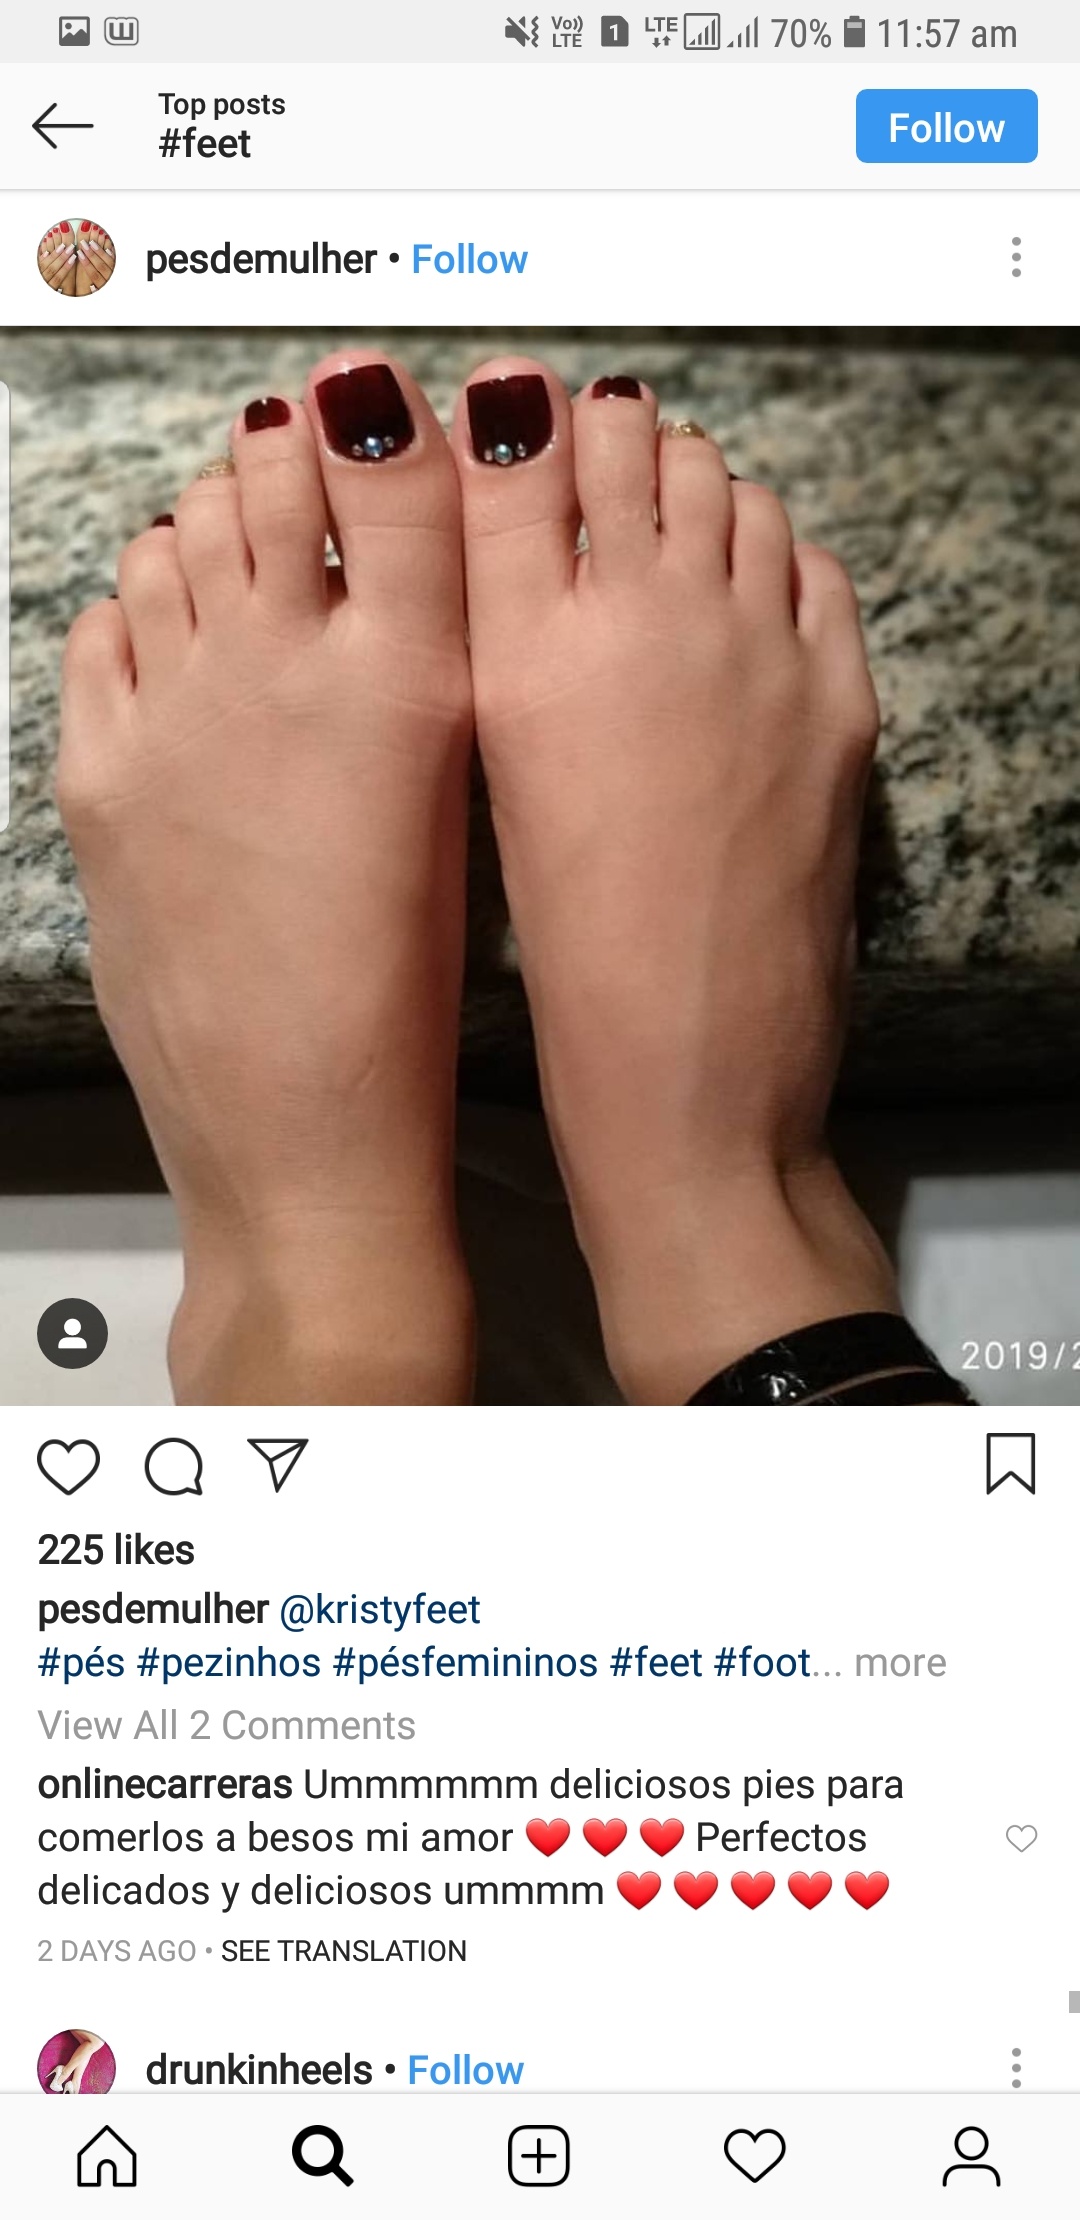 Vo)) LTE 1 LTE 70% 11:57 am
Top posts
#feet
Follow
pesdemulher • Follow
2019/2
225 likes
pesdemulher @kristyfeet
#pés #pezinhos #pésfemininos #feet #foot... more
View All 2 Comments
onlinecarreras Ummmmmm deliciosos pies para
comerlos a besos mi amor ❤️ ❤️ ❤️ Perfectos
delicados y deliciosos ummmm ❤️ ❤️ ❤️ ❤️ ❤️
2 DAYS AGO • SEE TRANSLATION
drunkinheels • Follow